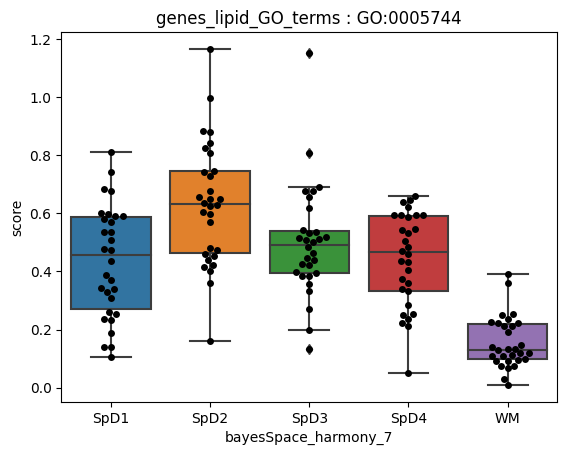 genes_lipid_GO_terms : GO:0005744
1.2
1.0
0.8
0.6
0.4
0.2
0.0
score
SpD1 SpD2 SpD3 SpD4 WM
bayesSpace_harmony_7